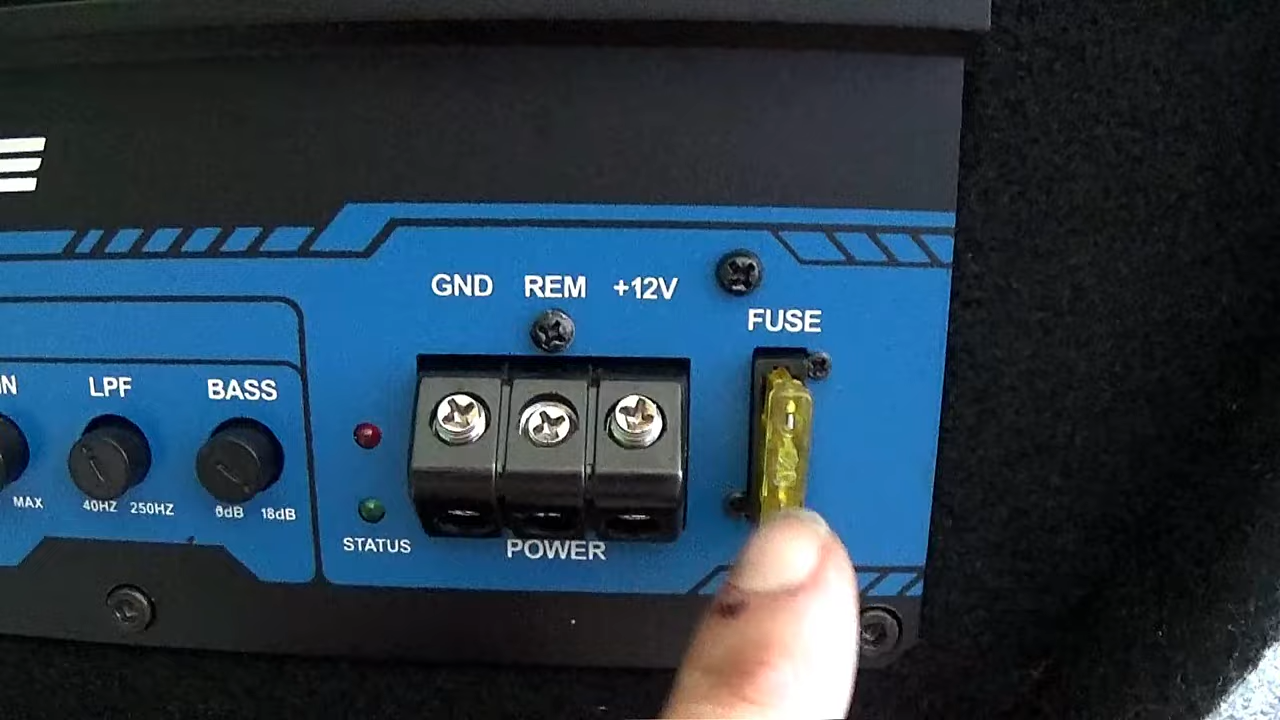 GND REM +12V
FUSE
LPF BASS
MAX 40HZ 250HZ 0dB 18dB
STATUS
POWER